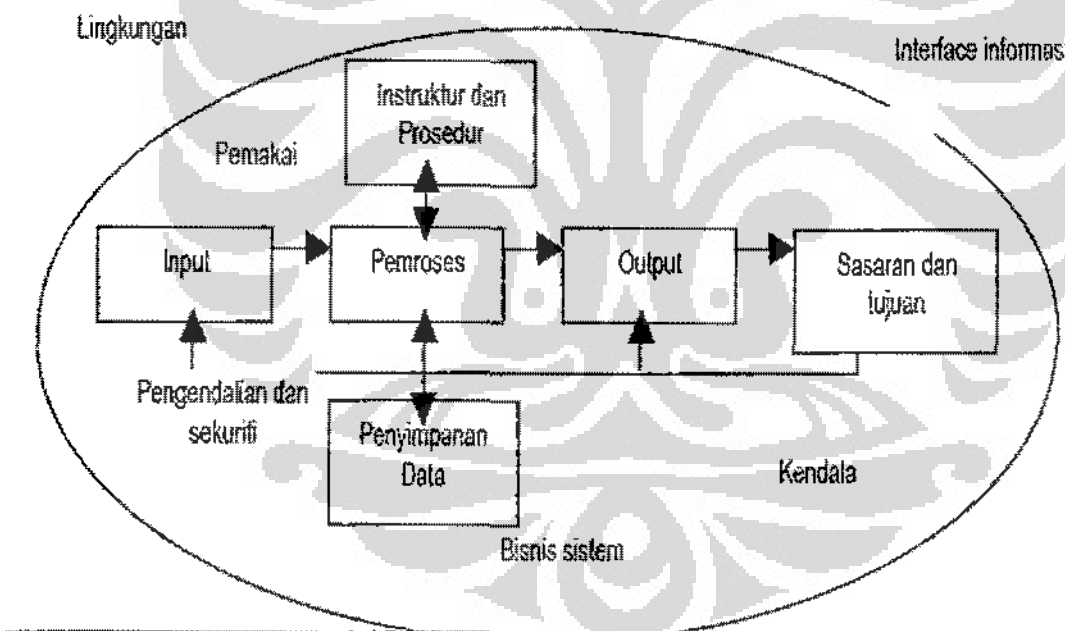 Lingkungan
Interface informas
Instruktur dan
Prosedur
Pemakai
Input
Pemroses
Output
Sasaran dan
tujuan
Pengendalian dan
sekuriti
Penyimpanan
Data
Kendala
Bisnis sistem